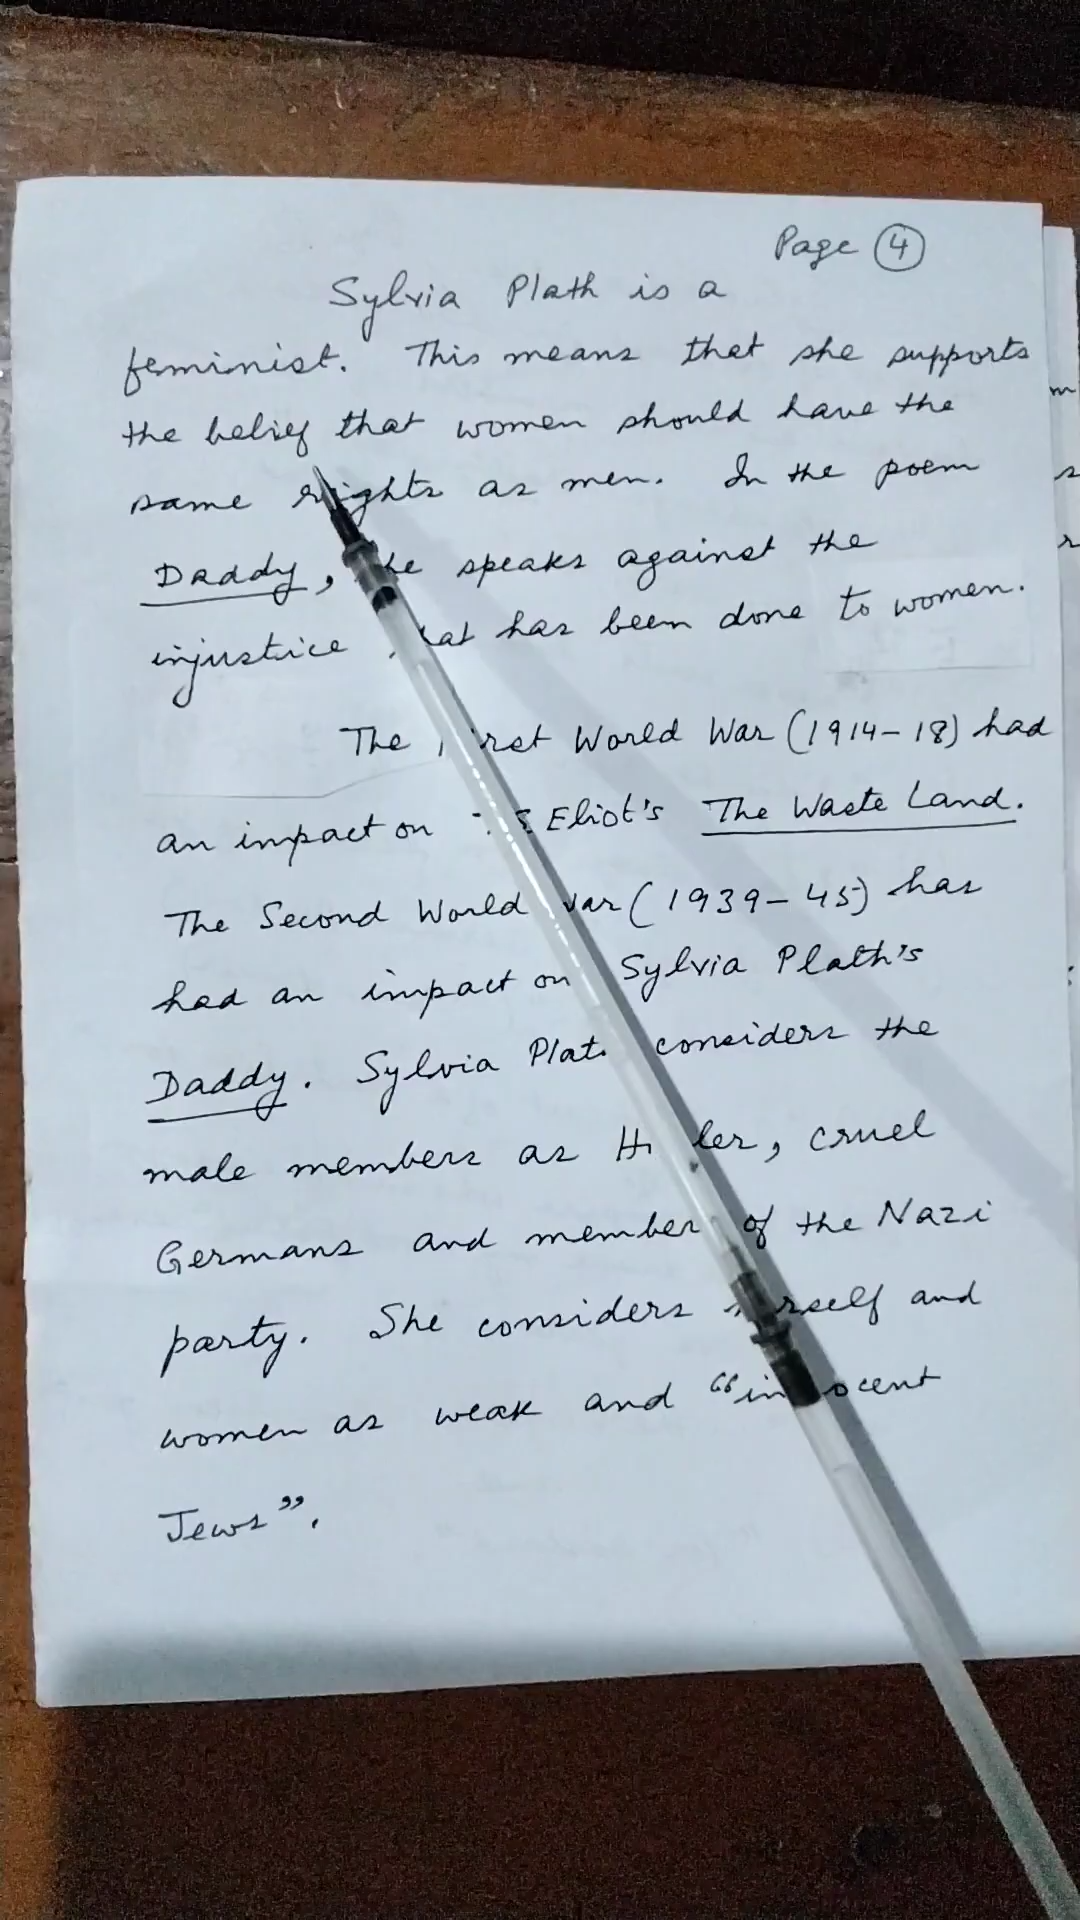 Page 4
Sylvia Plath is a
feminist. This means that she supports
the belief that women should have the
same rights as men. In the poem
Daddy, he speaks against the
injustice hat has been done to women.
The irst World War (1914-18) had
an impact on T.S Eliot's The Waste Land.
The Second World War (1939-45) has
had an impact on Sylvia Plath's
Daddy. Sylvia Plath considers the
male members as Hitler, cruel
Germans and member of the Nazi
party. She considers herself and
women as weak and "innocent
Jews".